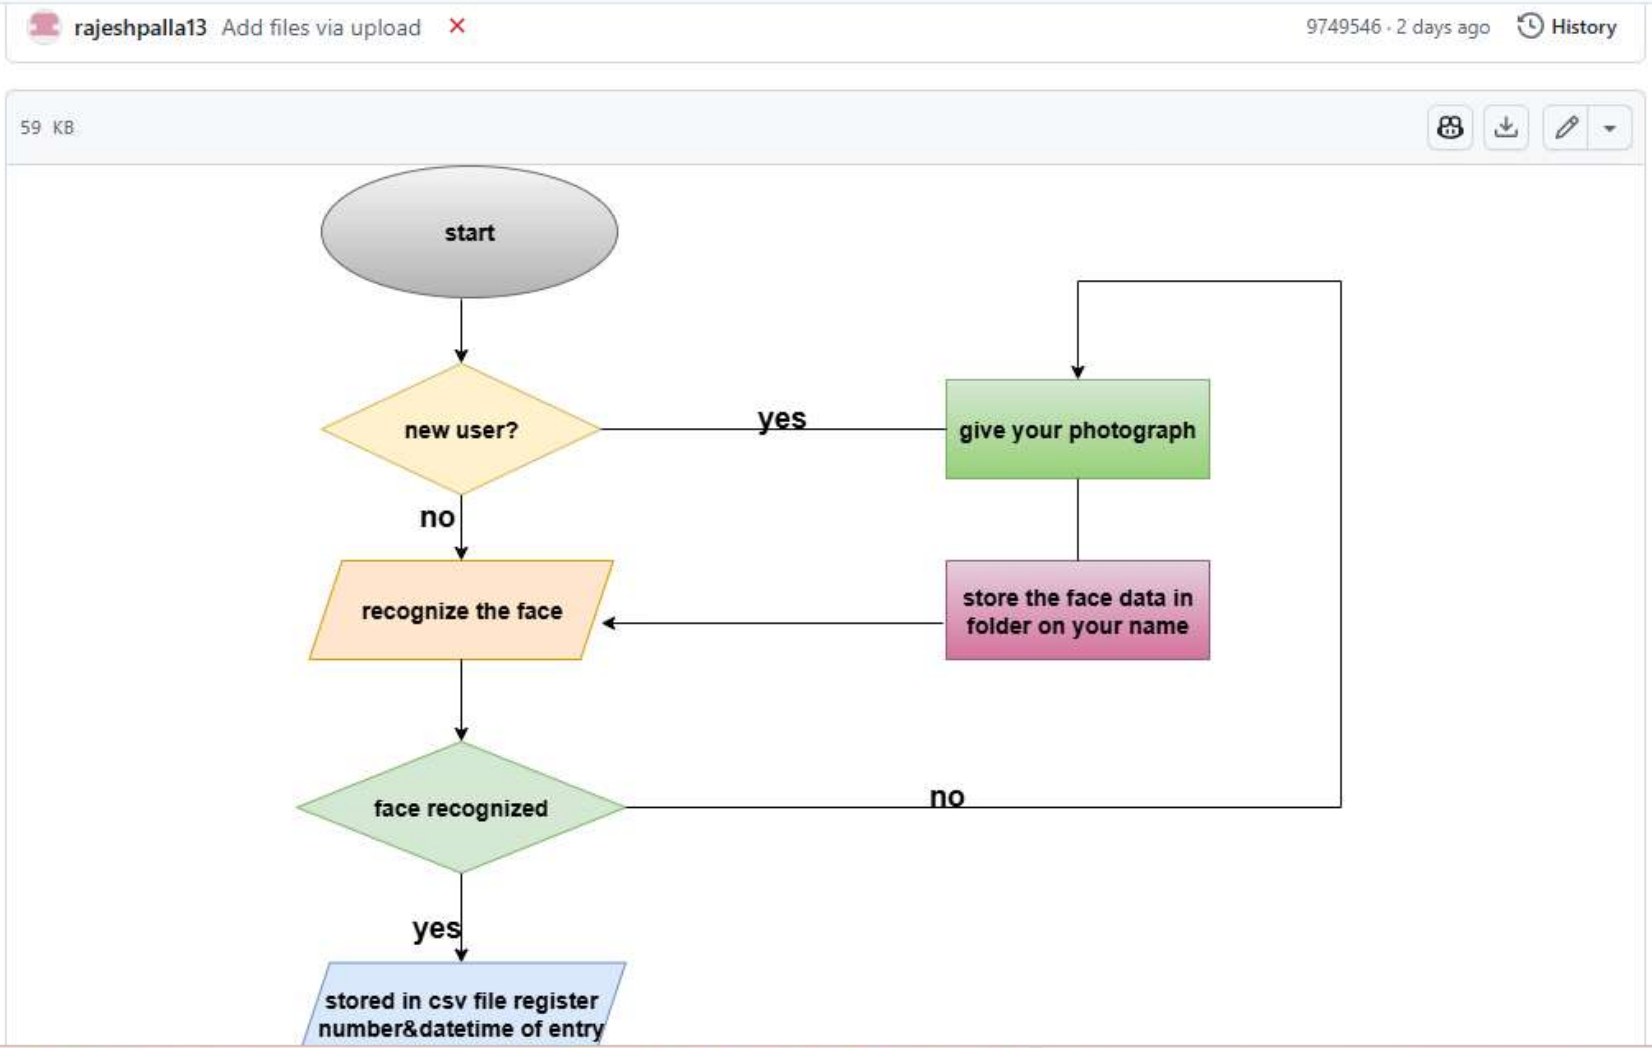 rajeshpalla13 Add files via upload
9749546 · 2 days ago
History
59 KB
start
new user?
yes
give your photograph
no
recognize the face
store the face data in
folder on your name
face recognized
no
yes
stored in csv file register
number&datetime of entry